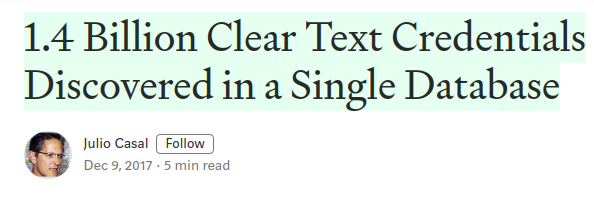 1.4 Billion Clear Text Credentials
Discovered in a Single Database
Julio Casal Follow
Dec 9, 2017 · 5 min read